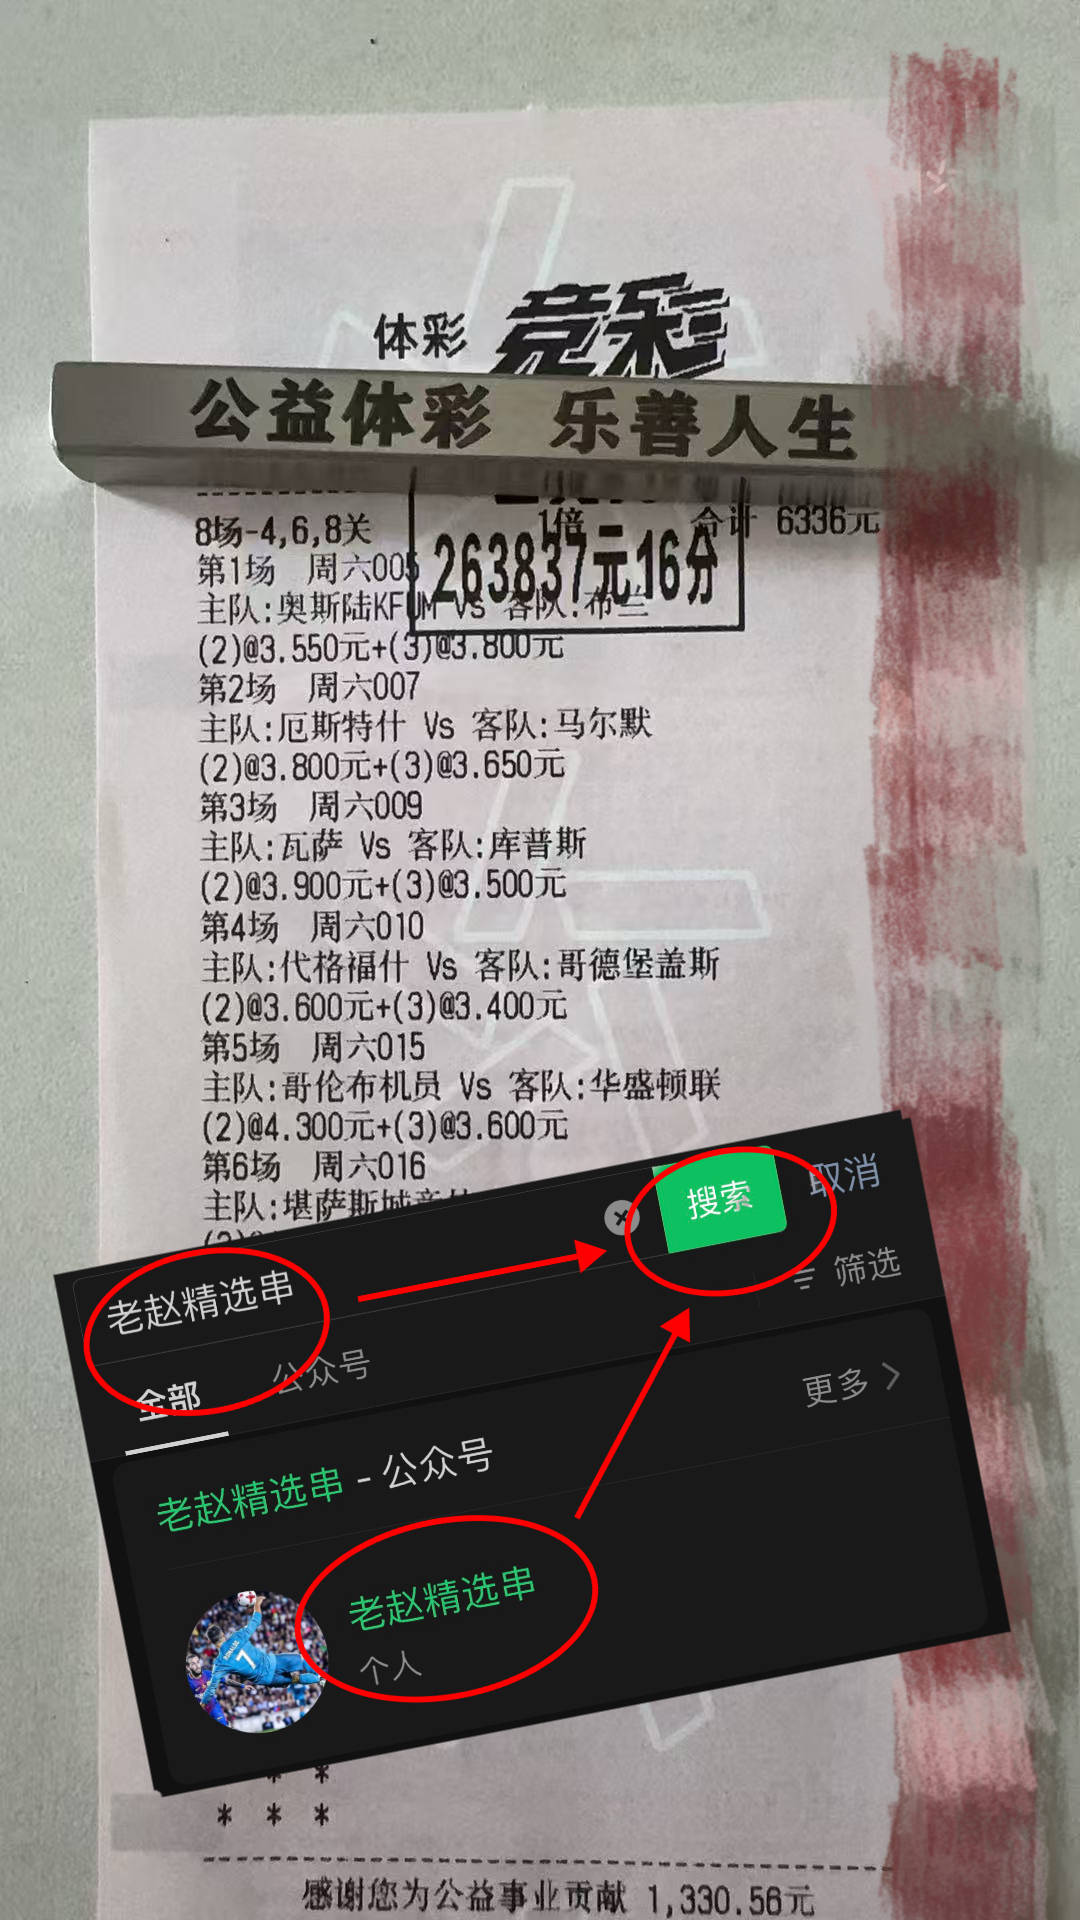 体彩 竞彩
公益体彩 乐善人生
8场-4,6,8关 1倍 合计 6336元
263837元16分
第1场 周六005
主队:奥斯陆KFUM Vs 客队:布兰
(2)@3.550元+(3)@3.800元
第2场 周六007
主队:厄斯特什 Vs 客队:马尔默
(2)@3.800元+(3)@3.650元
第3场 周六009
主队:瓦萨 Vs 客队:库普斯
(2)@3.900元+(3)@3.500元
第4场 周六010
主队:代格福什 Vs 客队:哥德堡盖斯
(2)@3.600元+(3)@3.400元
第5场 周六015
主队:哥伦布机员 Vs 客队:华盛顿联
(2)@4.300元+(3)@3.600元
第6场 周六016
主队:堪萨斯城竞
老赵精选串 搜索 取消
全部 公众号 筛选
老赵精选串 - 公众号 更多
老赵精选串
个人
* *
* * *
感谢您为公益事业贡献 1,330.56元